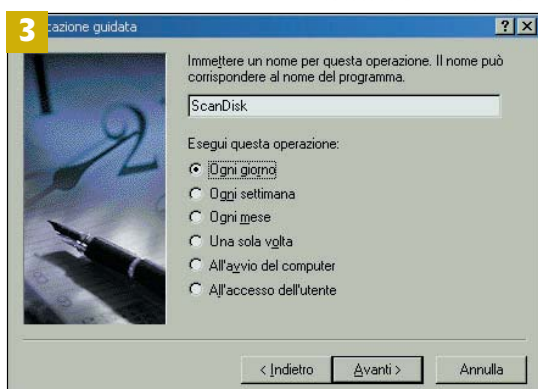 3
cazione guidata
Immettere un nome per questa operazione. Il nome può
corrispondere al nome del programma.
ScanDisk
Esegui questa operazione:
Ogni giorno
Ogni settimana
Ogni mese
Una sola volta
All'avvio del computer
All'accesso dell'utente
< Indietro
Avanti >
Annulla